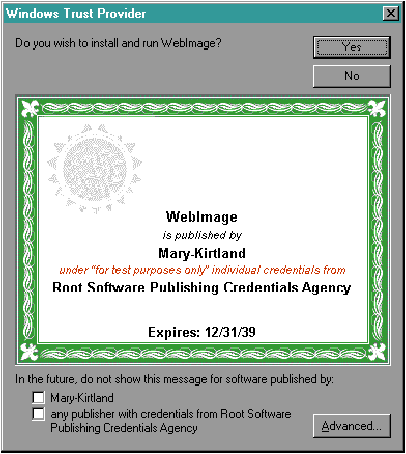 Windows Trust Provider
Do you wish to install and run WebImage?
Yes
No
WebImage
is published by
Mary-Kirtland
under "for test purposes only" individual credentials from
Root Software Publishing Credentials Agency
Expires: 12/31/39
In the future, do not show this message for software published by:
Mary-Kirtland
any publisher with credentials from Root Software
Publishing Credentials Agency
Advanced...